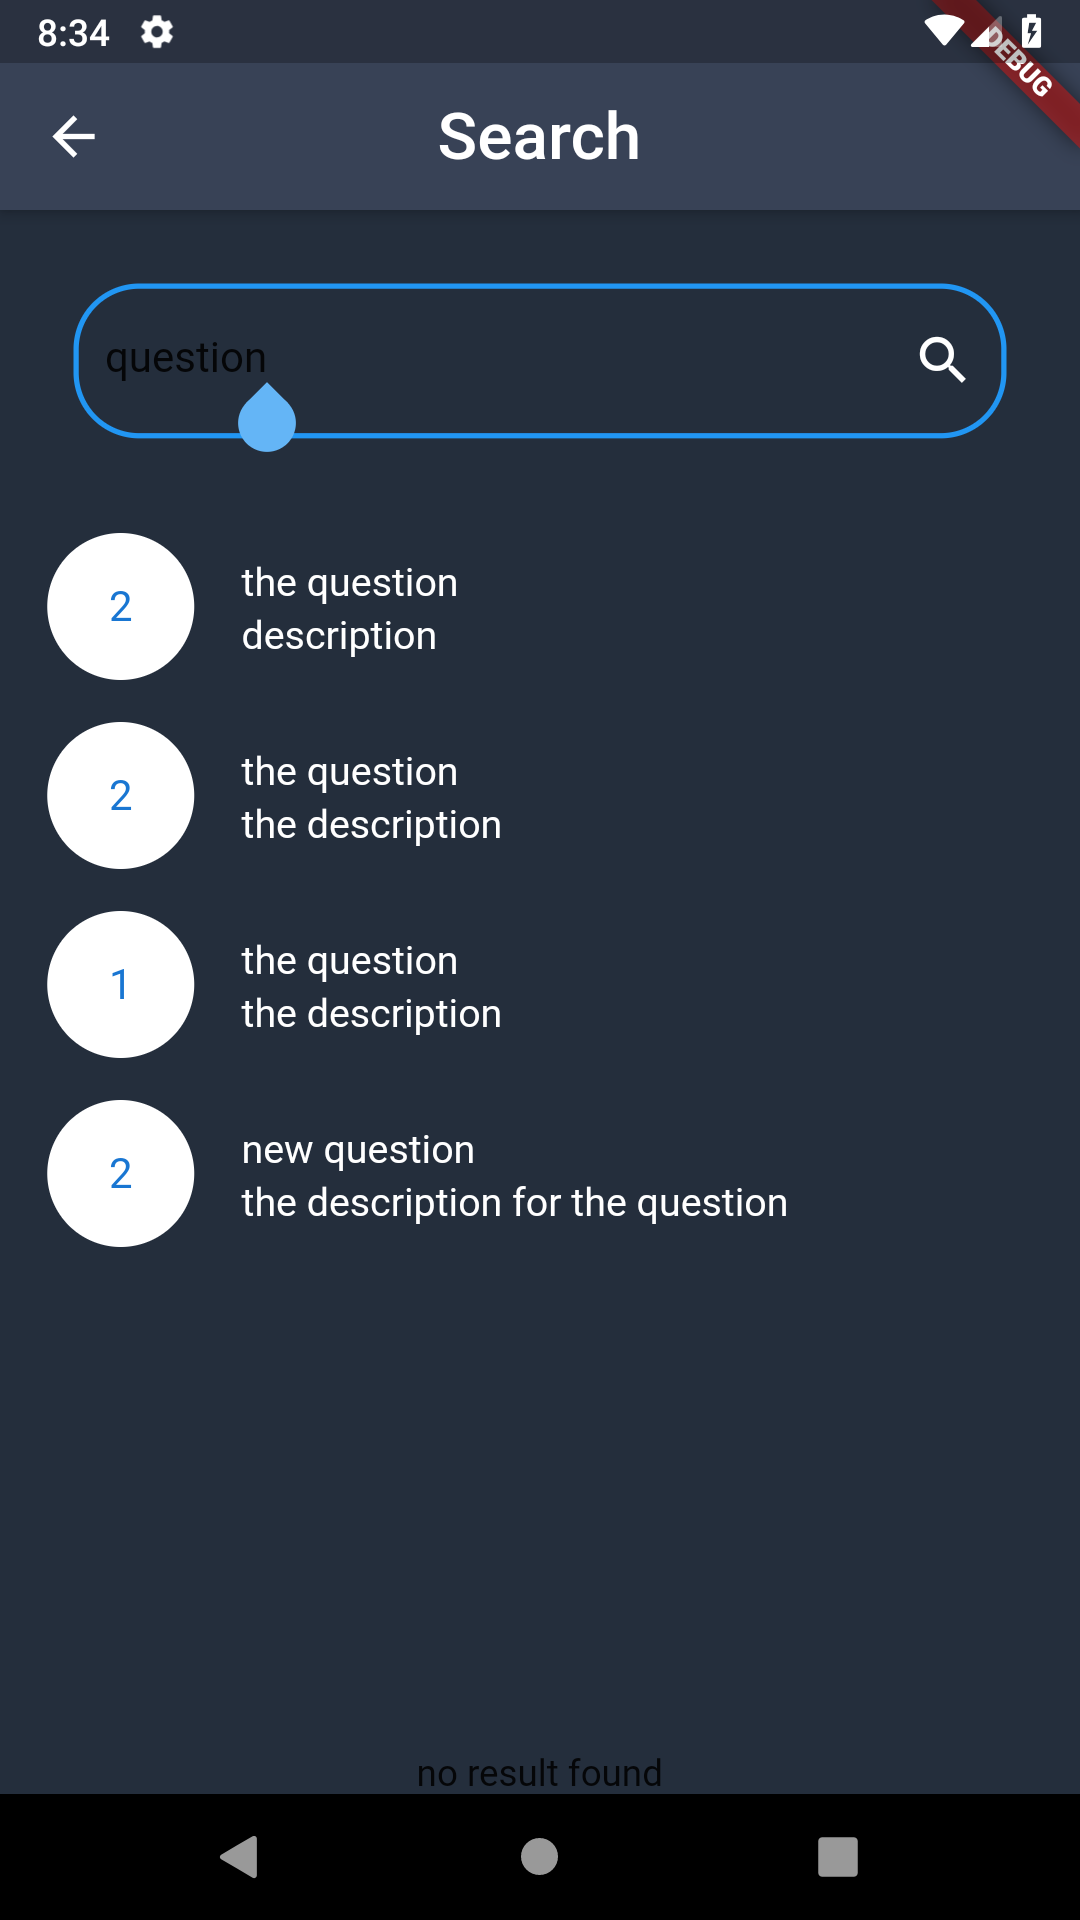 8:34
DEBUG
Search
question
2
the question
description
2
the question
the description
1
the question
the description
2
new question
the description for the question
no result found